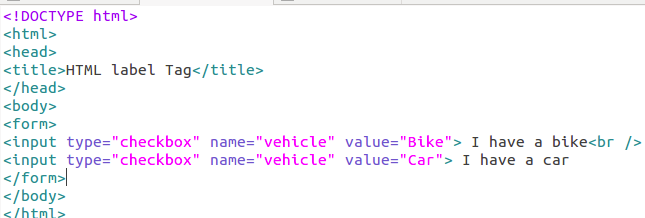 <!DOCTYPE html>
<html>
<head>
<title>HTML label Tag</title>
</head>
<body>
<form>
<input type="checkbox" name="vehicle" value="Bike"> I have a bike<br />
<input type="checkbox" name="vehicle" value="Car"> I have a car
</form>
</body>
</html>